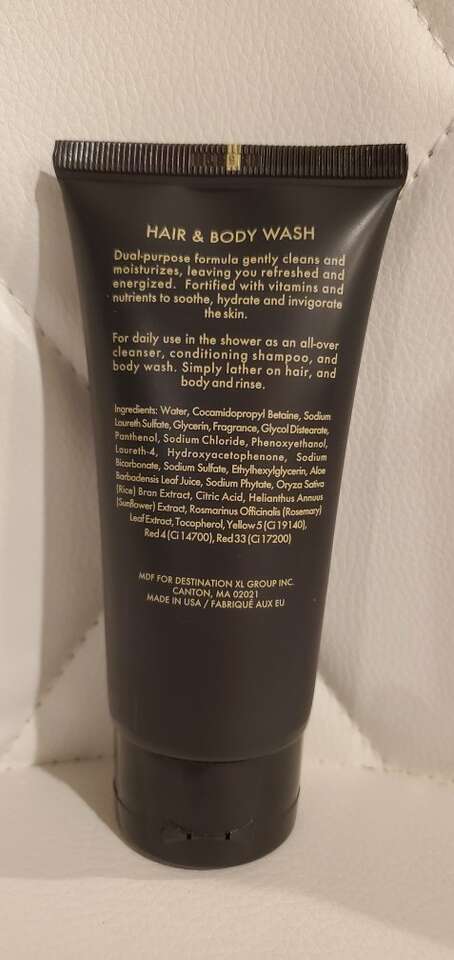 HAIR & BODY WASH
Dual-purpose formula gently cleans and
moisturizes, leaving you refreshed and
energized. Fortified with vitamins and
nutrients to soothe, hydrate and invigorate
the skin.
For daily use in the shower as an all-over
cleanser, conditioning shampoo, and
body wash. Simply lather on hair, and
body and rinse.
Ingredients: Water, Cocamidopropyl Betaine, Sodium
Laureth Sulfate, Glycerin, Fragrance, Glycol Distearate,
Panthenol, Sodium Chloride, Phenoxyethanol,
Laureth-4, Hydroxyacetophenone, Sodium
Bicarbonate, Sodium Sulfate, Ethylhexylglycerin, Aloe
Barbadensis Leaf Juice, Sodium Phytate, Oryza Sativa
(Rice) Bran Extract, Citric Acid, Helianthus Annuus
(Sunflower) Extract, Rosmarinus Officinalis (Rosemary)
Leaf Extract, Tocopherol, Yellow 5 (Ci 19140),
Red 4 (Ci 14700), Red 33 (Ci 17200)
MDF FOR DESTINATION XL GROUP INC.
CANTON, MA 02021
MADE IN USA / FABRIQUÉ AUX EU